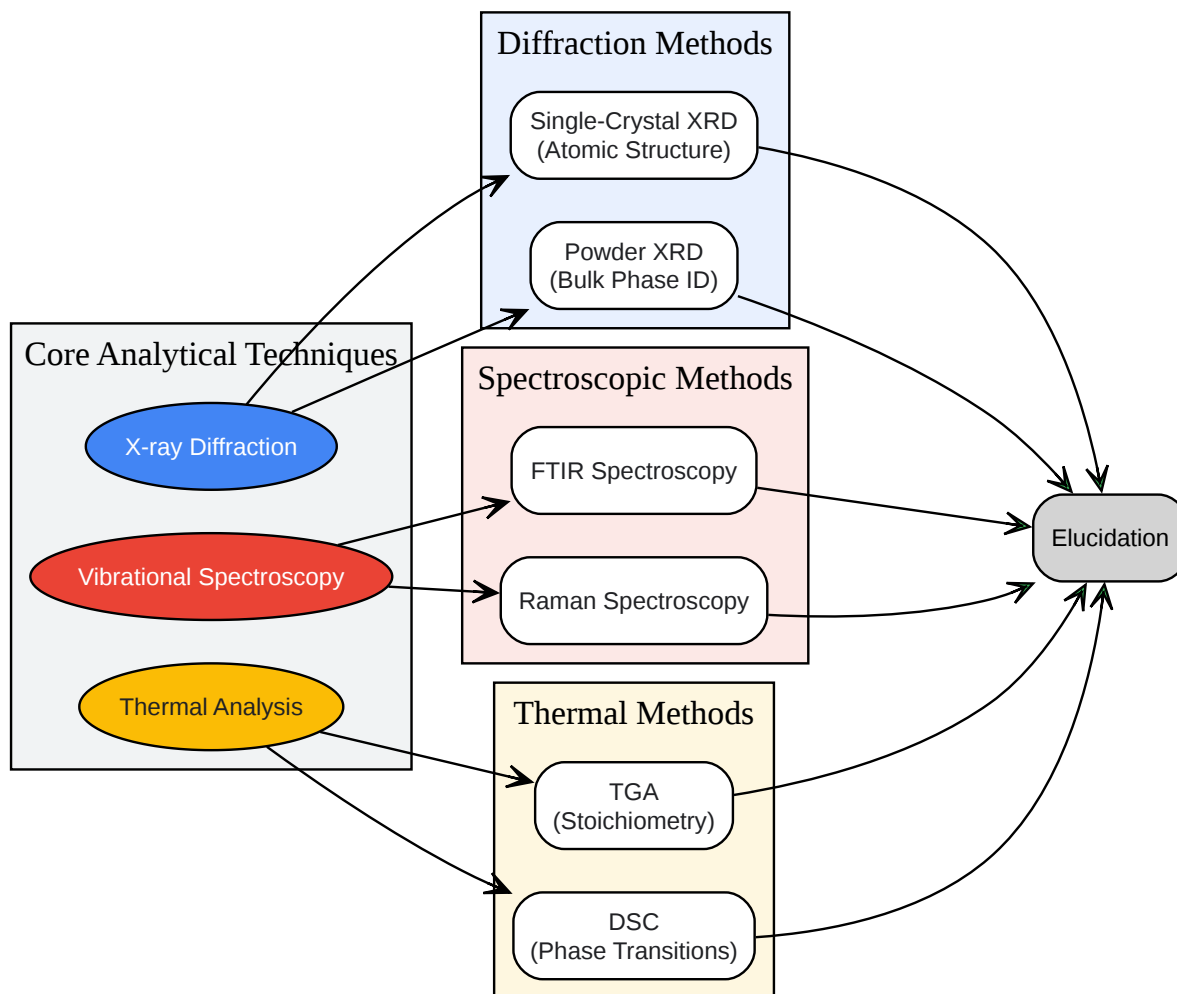 Diffraction Methods
Single-Crystal XRD
(Atomic Structure)
Powder XRD
(Bulk Phase ID)
Core Analytical Techniques
X-ray Diffraction
Vibrational Spectroscopy
Thermal Analysis
Spectroscopic Methods
FTIR Spectroscopy
Raman Spectroscopy
Elucidation
Thermal Methods
TGA
(Stoichiometry)
DSC
(Phase Transitions)